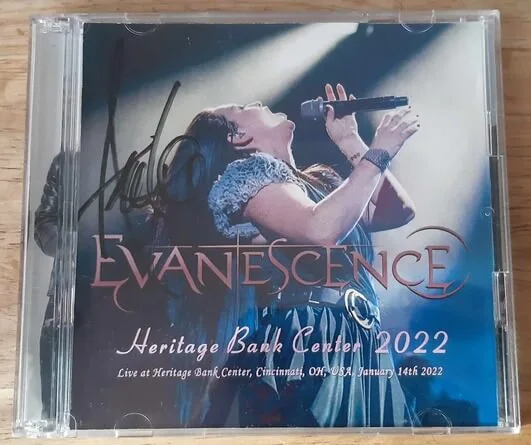 EVANESCENCE
Heritage Bank Center 2022
Live at Heritage Bank Center, Cincinnati, OH, USA. January 14th 2022